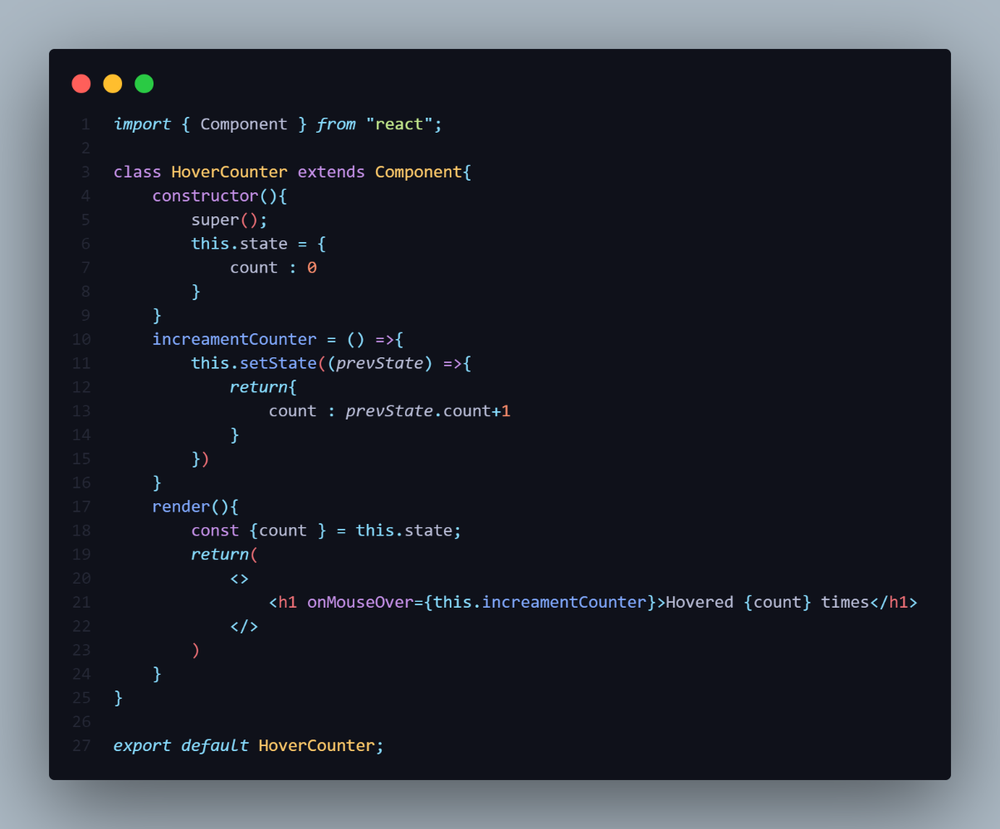 1 import { Component } from "react";
2
3 class HoverCounter extends Component{
4     constructor(){
5         super();
6         this.state = {
7             count : 0
8         }
9     }
10     increamentCounter = () =>{
11         this.setState((prevState) =>{
12             return{
13                 count : prevState.count+1
14             }
15         })
16     }
17     render(){
18         const {count } = this.state;
19         return(
20             <>
21                 <h1 onMouseOver={this.increamentCounter}>Hovered {count} times</h1>
22             </>
23         )
24     }
25 }
26
27 export default HoverCounter;